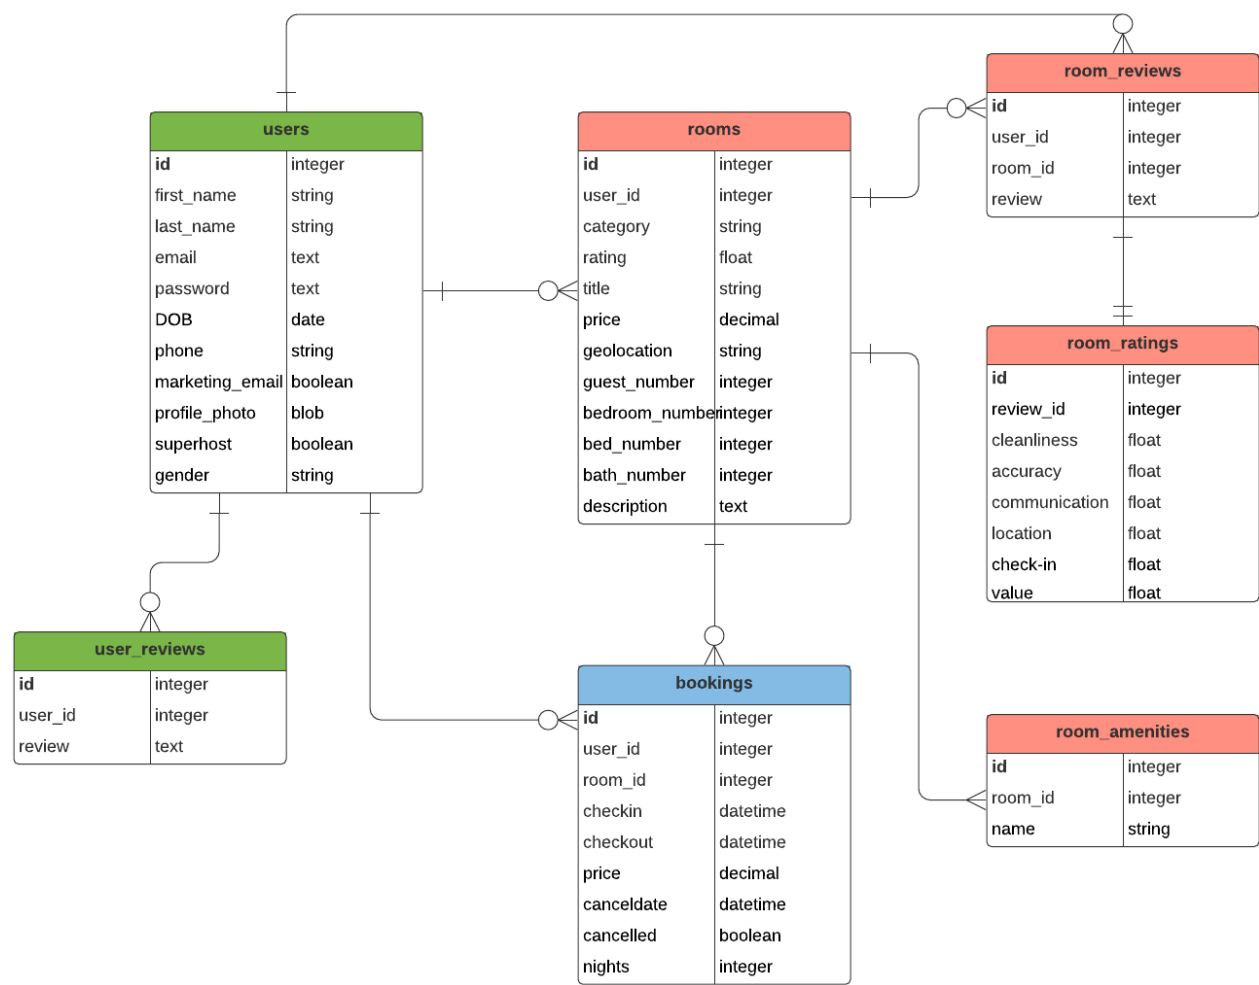 users
id integer
first_name string
last_name string
email text
password text
DOB date
phone string
marketing_email boolean
profile_photo blob
superhost boolean
gender string
rooms
id integer
user_id integer
category string
rating float
title string
price decimal
geolocation string
guest_number integer
bedroom_number integer
bed_number integer
bath_number integer
description text
room_reviews
id integer
user_id integer
room_id integer
review text
room_ratings
id integer
review_id integer
cleanliness float
accuracy float
communication float
location float
check-in float
value float
user_reviews
id integer
user_id integer
review text
bookings
id integer
user_id integer
room_id integer
checkin datetime
checkout datetime
price decimal
canceldate datetime
cancelled boolean
nights integer
room_amenities
id integer
room_id integer
name string